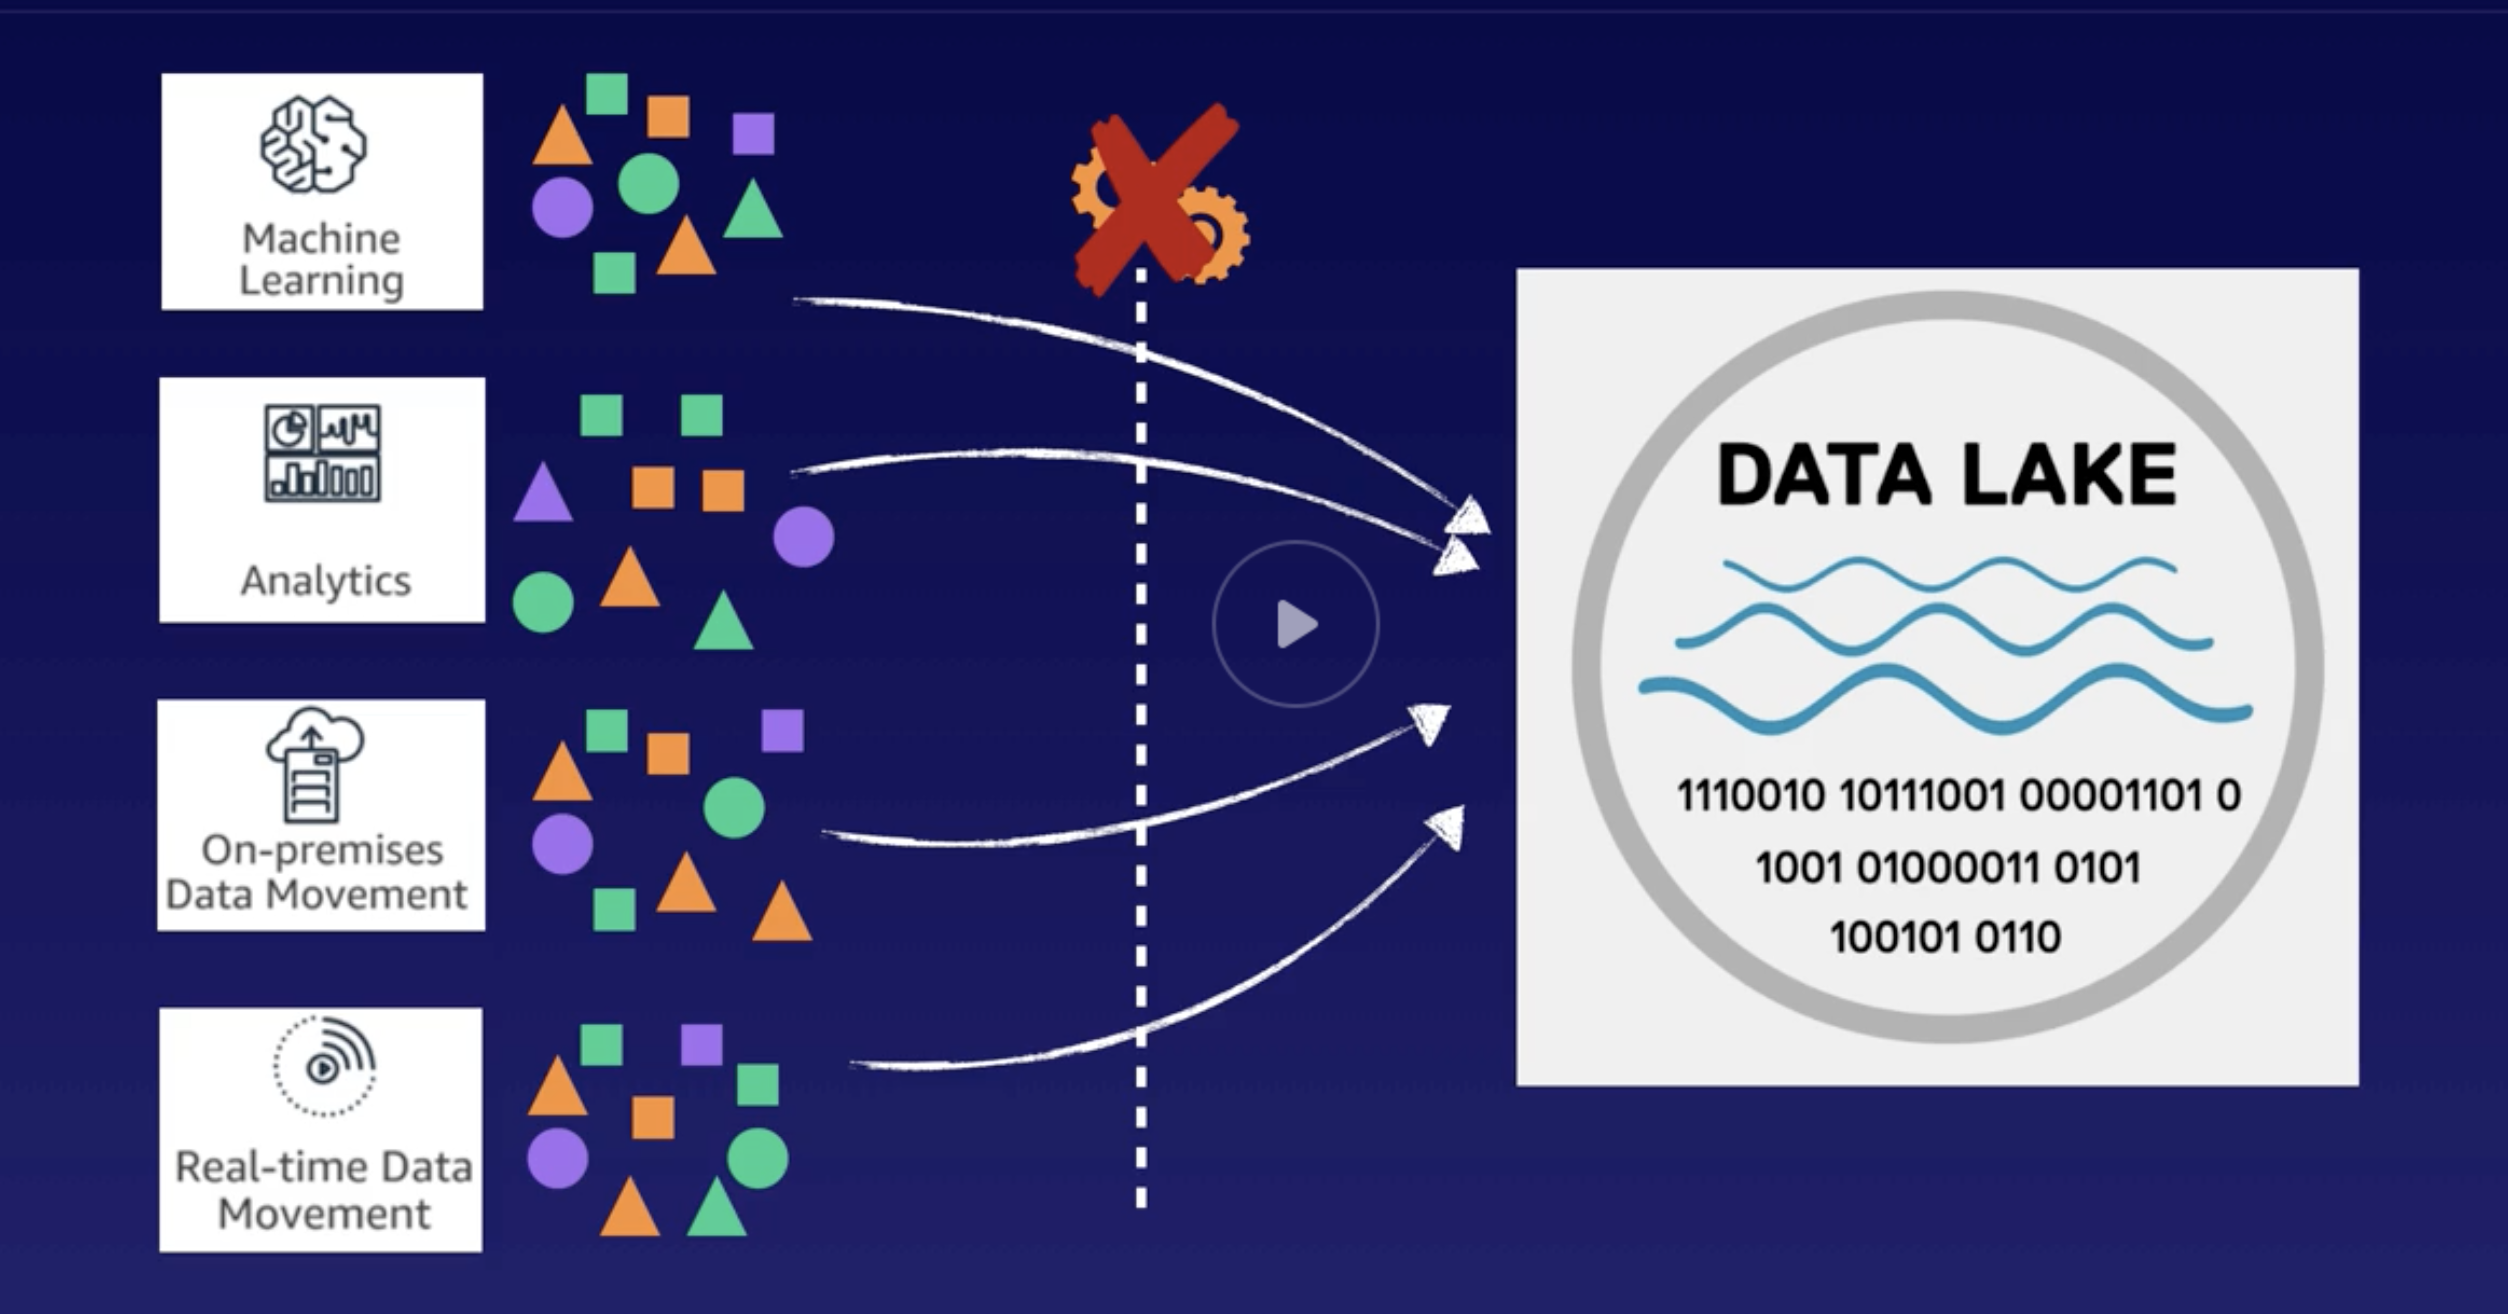 Machine
Learning
Analytics
On-premises
Data Movement
Real-time Data
Movement
DATA LAKE
1110010 10111001 00001101 0
1001 01000011 0101
100101 0110